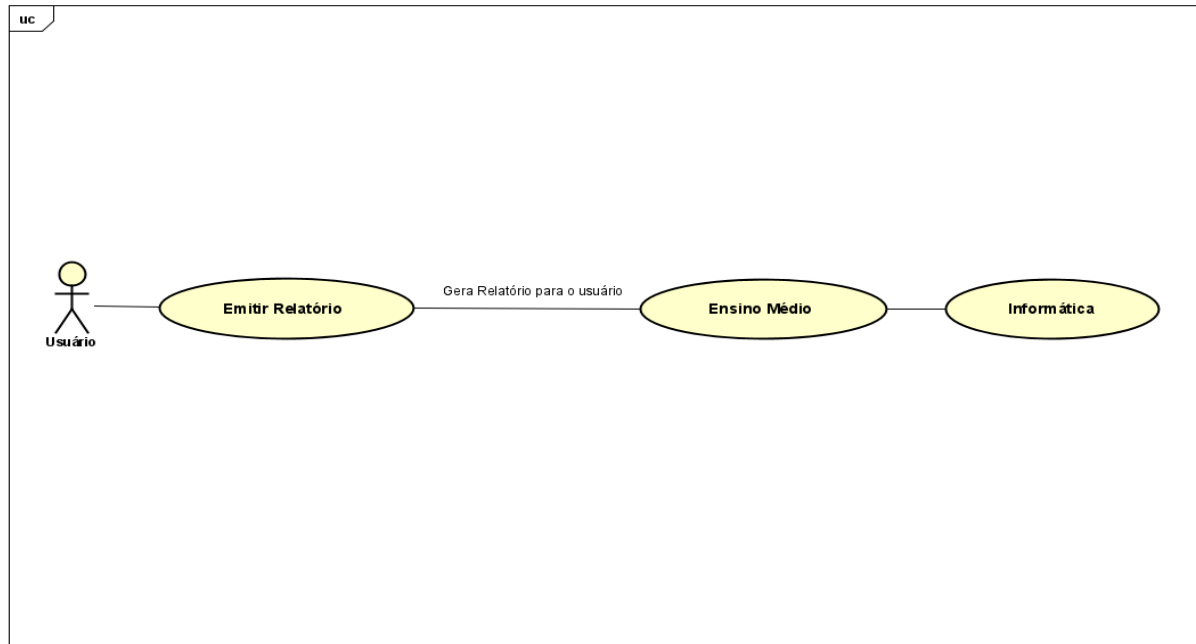 uc
Gera Relatório para o usuário
Emitir Relatório
Ensino Médio
Informática
Usuário